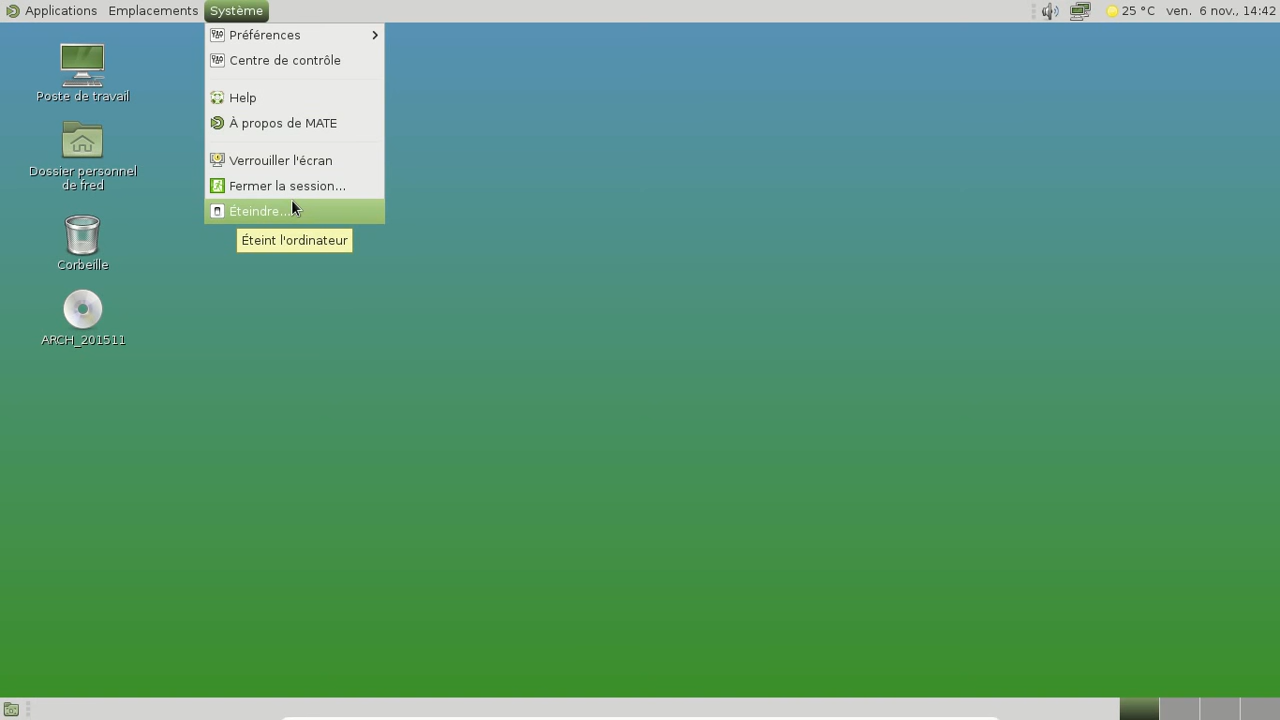 Applications Emplacements Système 25 °C ven. 6 nov., 14:42
Préférences
Centre de contrôle
Help
À propos de MATE
Verrouiller l'écran
Fermer la session...
Éteindre...
Éteint l'ordinateur
Poste de travail
Dossier personnel
de fred
Corbeille
ARCH_201511